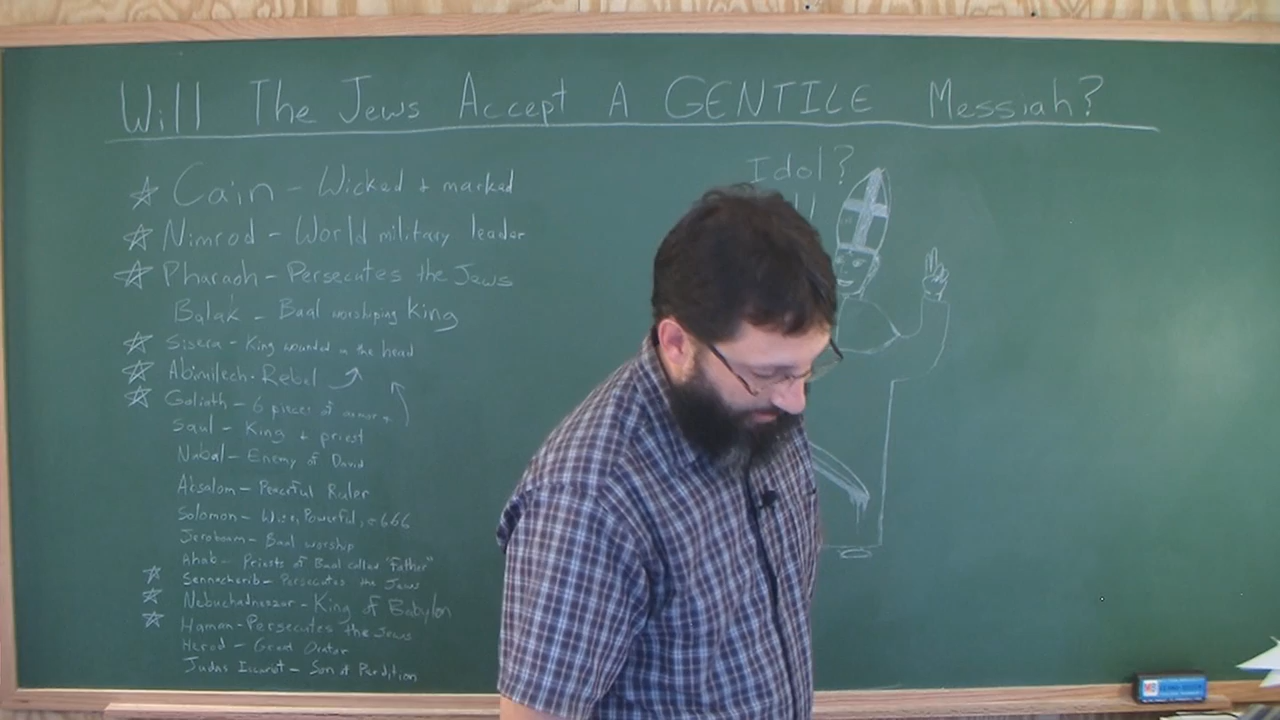 Will The Jews Accept A GENTILE Messiah?
Cain - Wicked + marked
Nimrod - World military leader
Pharaoh - Persecutes the Jews
Balak - Baal worshiping King
Sisera - King wounded in the head
Abimilech - Rebel
Goliath - 6 pieces of armor
Saul - King + priest
Nabal - Enemy of David
Absalom - Peaceful Ruler
Solomon - Wise, Powerful, 666
Jeroboam - Baal worship
Ahab - Priests of Baal called "Father"
Sennacherib - Persecutes the Jews
Nebuchadnezzar - King of Babylon
Haman - Persecutes the Jews
Herod - Great Orator
Judas Iscariot - Son of Perdition
Idol?